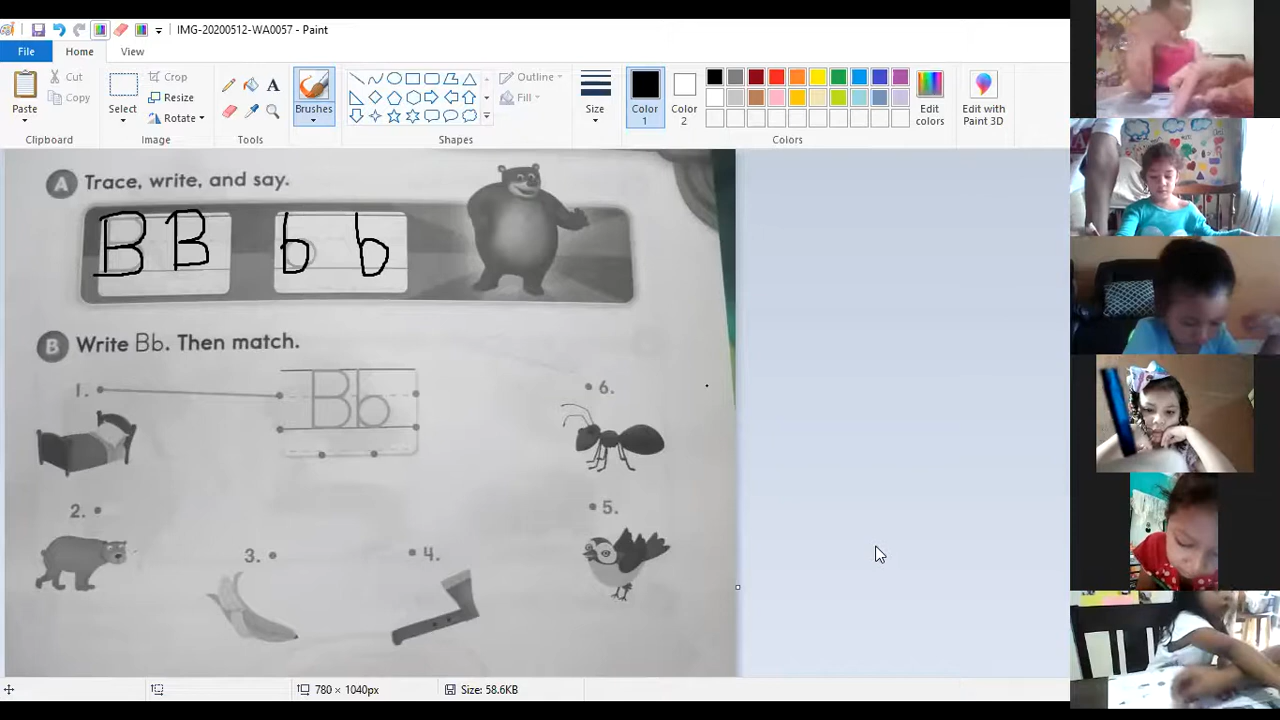 IMG-20200512-WA0057 - Paint
File Home View
Paste Cut Copy Clipboard
Select Crop Resize Rotate Image
Tools
Brushes
Outline Fill Shapes
Size
Color 1 Color 2 Edit colors Colors
Edit with Paint 3D
A Trace, write, and say.
B B b b
B Write Bb. Then match.
1. Bb 6.
2. 5.
3. 4.
780 × 1040px Size: 58.6KB